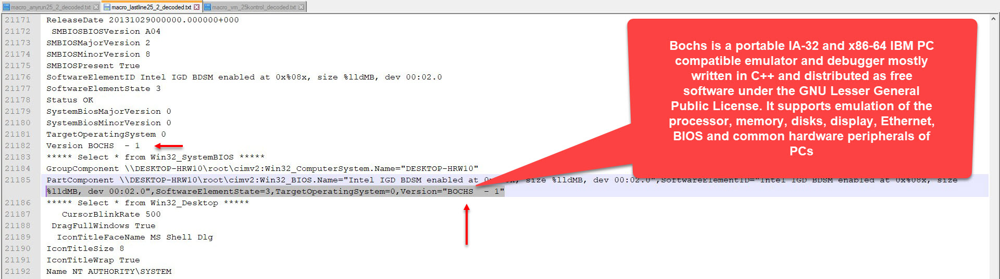 macro_anyrun25_2_decoded.txt
macro_lastline25_2_decoded.txt
macro_vm_25kontrol_decoded.txt
21171 ReleaseDate 20131029000000.000000+000
21172 SMBIOSBIOSVersion A04
21173 SMBIOSMajorVersion 2
21174 SMBIOSMinorVersion 8
21175 SMBIOSPresent True
21176 SoftwareElementID Intel IGD BDSM enabled at 0x%08x, size %lldMB, dev 00:02.0
21177 SoftwareElementState 3
21178 Status OK
21179 SystemBiosMajorVersion 0
21180 SystemBiosMinorVersion 0
21181 TargetOperatingSystem 0
21182 Version BOCHS  - 1
21183 ***** Select * from Win32_SystemBIOS *****
21184 GroupComponent \\DESKTOP-HRW10\root\cimv2:Win32_ComputerSystem.Name="DESKTOP-HRW10"
21185 PartComponent \\DESKTOP-HRW10\root\cimv2:Win32_BIOS.Name="Intel IGD BDSM enabled at size %lldMB, dev 00:02.0",SoftwareElementID="Intel IGD BDSM enabled at 0x%08x, size
%lldMB, dev 00:02.0",SoftwareElementState=3,TargetOperatingSystem=0,Version="BOCHS  - 1"
21186 ***** Select * from Win32_Desktop *****
21187 CursorBlinkRate 500
21188 DragFullWindows True
21189 IconTitleFaceName MS Shell Dlg
21190 IconTitleSize 8
21191 IconTitleWrap True
21192 Name NT AUTHORITY\SYSTEM
Bochs is a portable IA-32 and x86-64 IBM PC
compatible emulator and debugger mostly
written in C++ and distributed as free
software under the GNU Lesser General
Public License. It supports emulation of the
processor, memory, disks, display, Ethernet,
BIOS and common hardware peripherals of
PCs